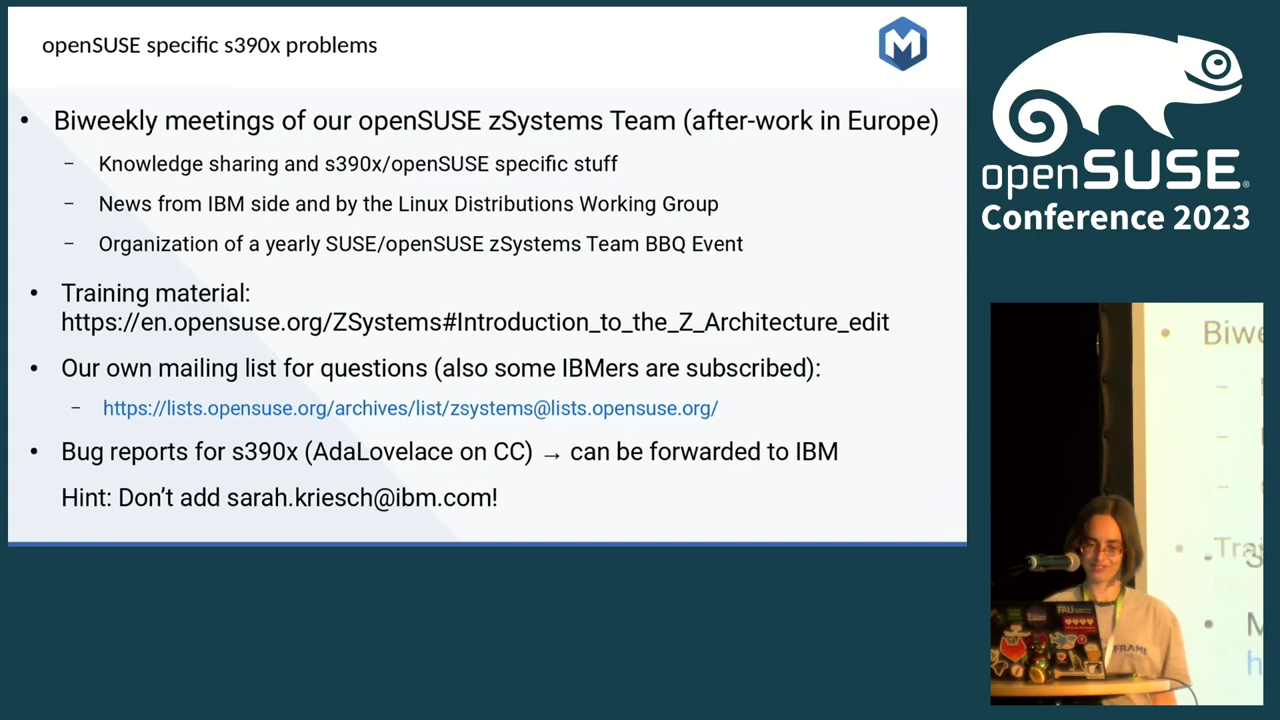 openSUSE specific s390x problems
• Biweekly meetings of our openSUSE zSystems Team (after-work in Europe)
– Knowledge sharing and s390x/openSUSE specific stuff
– News from IBM side and by the Linux Distributions Working Group
– Organization of a yearly SUSE/openSUSE zSystems Team BBQ Event
• Training material:
https://en.opensuse.org/ZSystems#Introduction_to_the_Z_Architecture_edit
• Our own mailing list for questions (also some IBMers are subscribed):
– https://lists.opensuse.org/archives/list/zsystems@lists.opensuse.org/
• Bug reports for s390x (AdaLovelace on CC) → can be forwarded to IBM
Hint: Don’t add sarah.kriesch@ibm.com!
openSUSE®
Conference 2023
• Biwe
• Trai
• M
h
FAU
FRAME